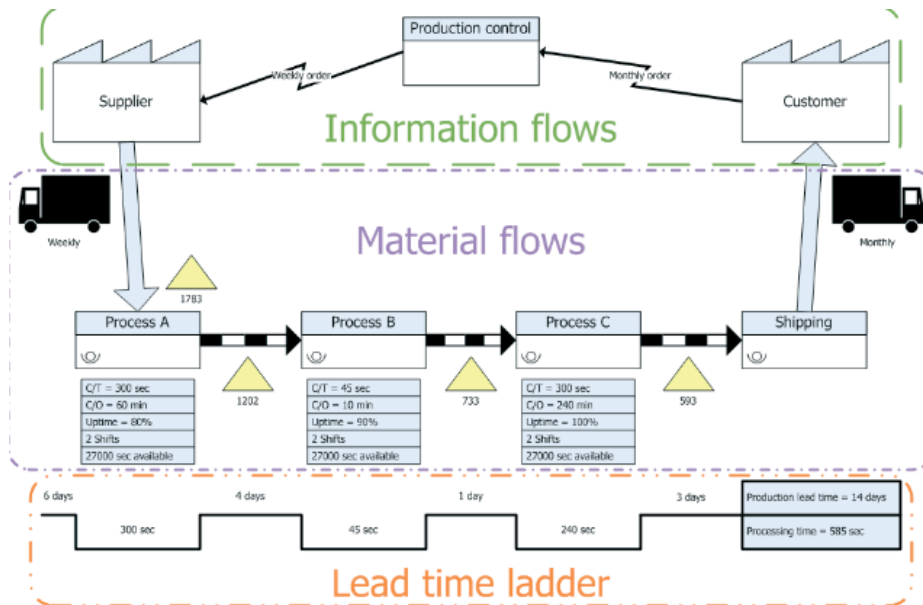 Production control
Weekly order
Monthly order
Supplier
Customer
Information flows
Weekly
Monthly
Material flows
1783
Process A
Process B
Process C
Shipping
1202
733
593
C/T = 300 sec
C/O = 60 min
Uptime = 80%
2 Shifts
27000 sec available
C/T = 45 sec
C/O = 10 min
Uptime = 90%
2 Shifts
27000 sec available
C/T = 300 sec
C/O = 240 min
Uptime = 100%
2 Shifts
27000 sec available
6 days
4 days
1 day
3 days
Production lead time = 14 days
300 sec
45 sec
240 sec
Processing time = 585 sec
Lead time ladder